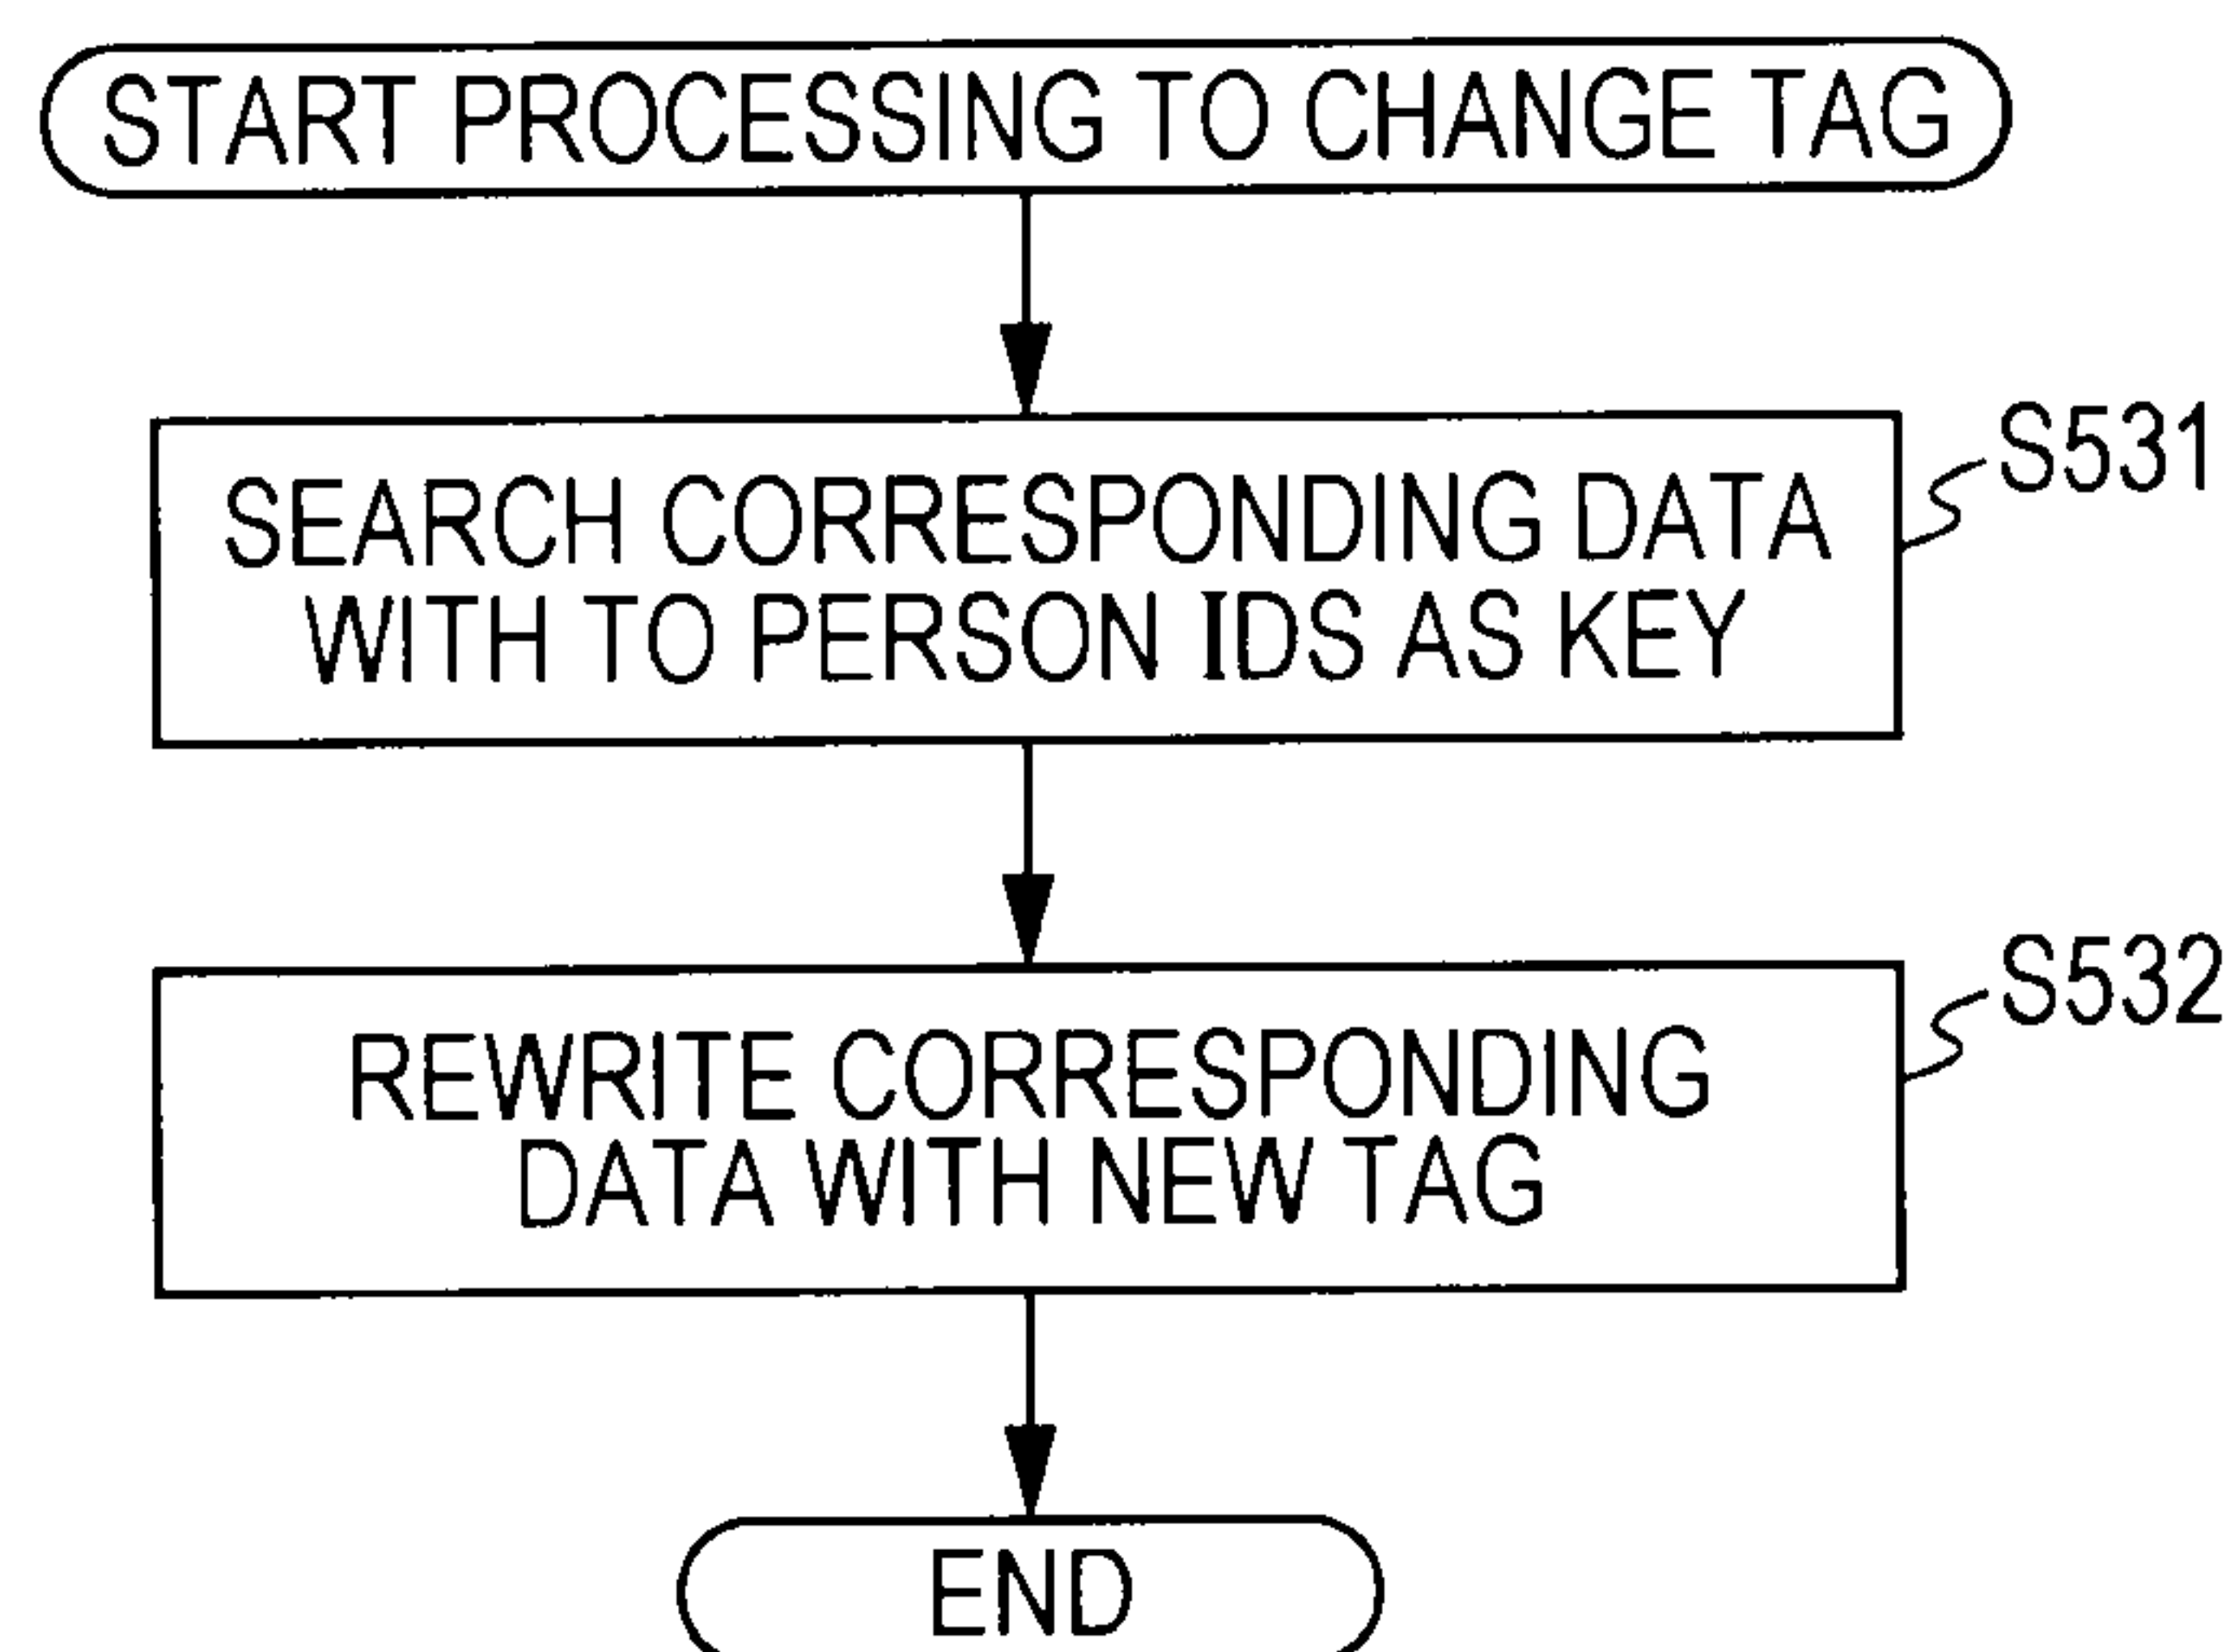 START PROCESSING TO CHANGE TAG
S531
SEARCH CORRESPONDING DATA
WITH TO PERSON IDS AS KEY
S532
REWRITE CORRESPONDING
DATA WITH NEW TAG
END